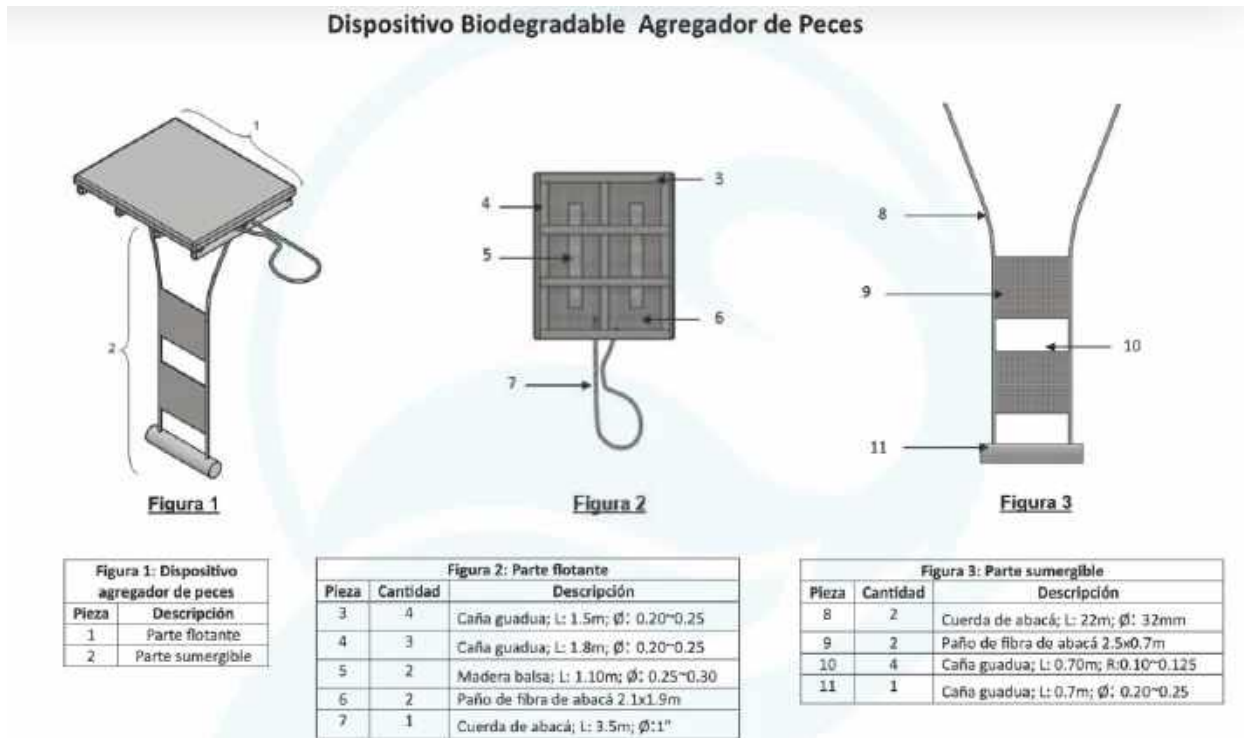 Dispositivo Biodegradable Agregador de Peces
1
2
Figura 1
3
4
5
6
7
Figura 2
8
9
10
11
Figura 3
Figura 1: Dispositivo
agregador de peces
Pieza Descripción
1 Parte flotante
2 Parte sumergible
Figura 2: Parte flotante
Pieza Cantidad Descripción
3 4 Caña guadua; L: 1.5m; Ø: 0.20~0.25
4 3 Caña guadua; L: 1.8m; Ø: 0.20~0.25
5 2 Madera balsa; L: 1.10m; Ø: 0.25~0.30
6 2 Paño de fibra de abacá 2.1x1.9m
7 1 Cuerda de abacá; L: 3.5m; Ø:1"
Figura 3: Parte sumergible
Pieza Cantidad Descripción
8 2 Cuerda de abacá; L: 22m; Ø: 32mm
9 2 Paño de fibra de abacá 2.5x0.7m
10 4 Caña guadua; L: 0.70m; R:0.10~0.125
11 1 Caña guadua; L: 0.7m; Ø: 0.20~0.25